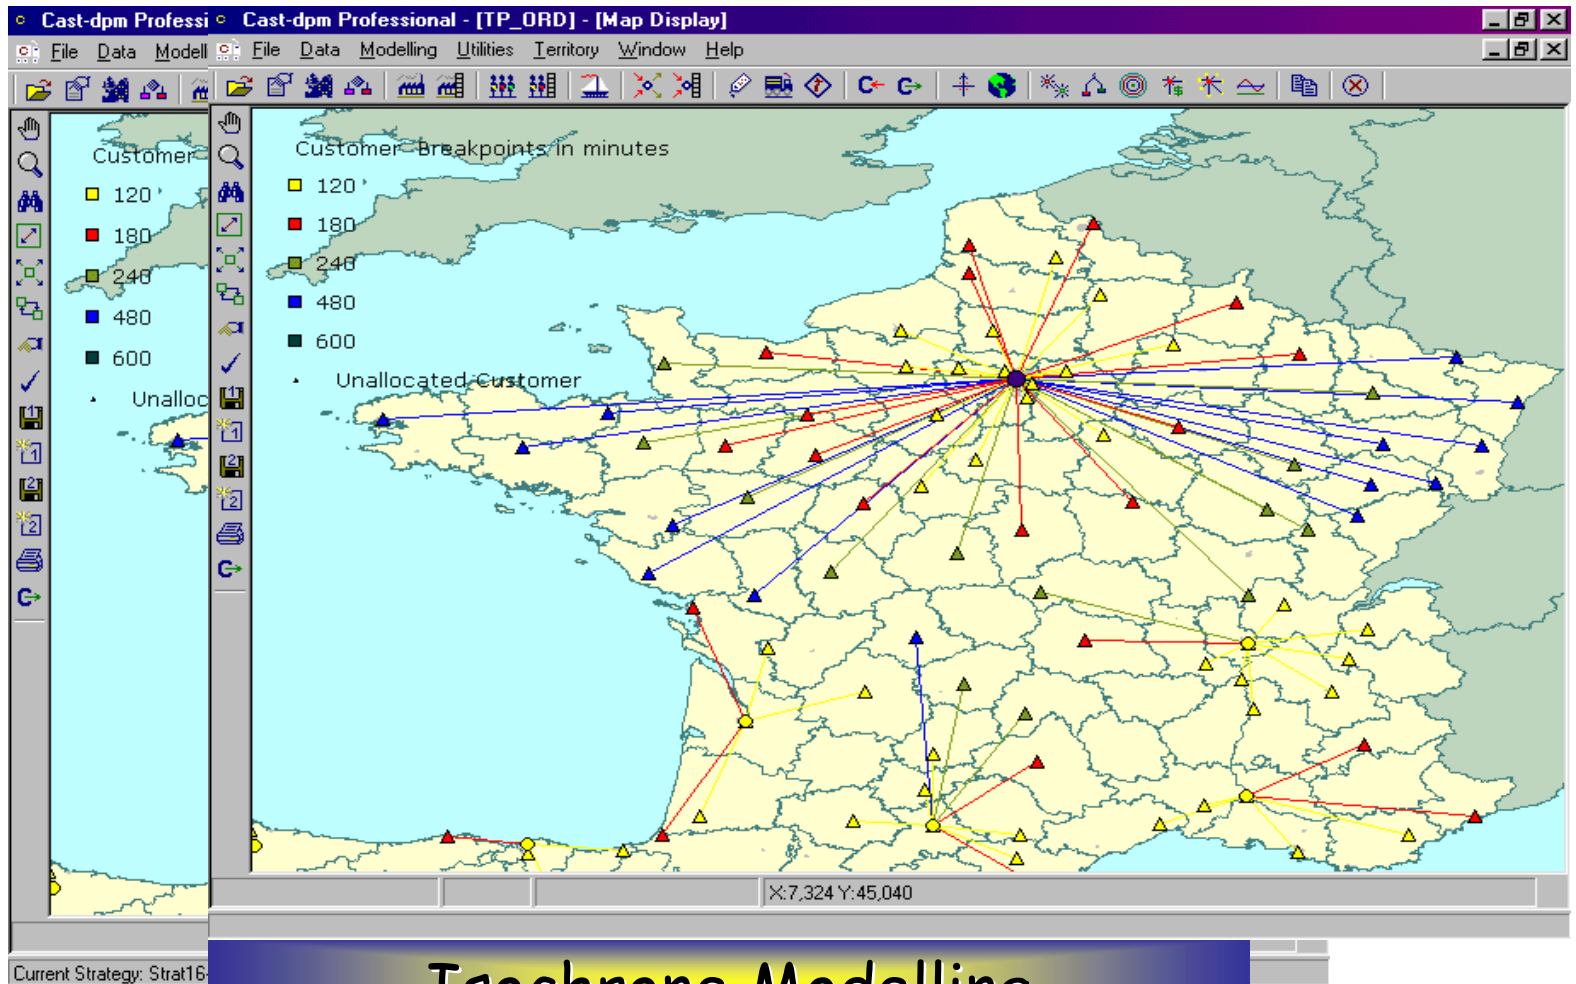 Cast-dpm Professi
Cast-dpm Professional - [TP_ORD] - [Map Display]
File Data Modell
File Data Modelling Utilities Territory Window Help
Customer
120
180
240
480
600
Unalloc
Customer Breakpoints in minutes
120
180
240
480
600
Unallocated Customer
X:7,324 Y:45,040
Current Strategy: Strat16-
Isochrone Modelling